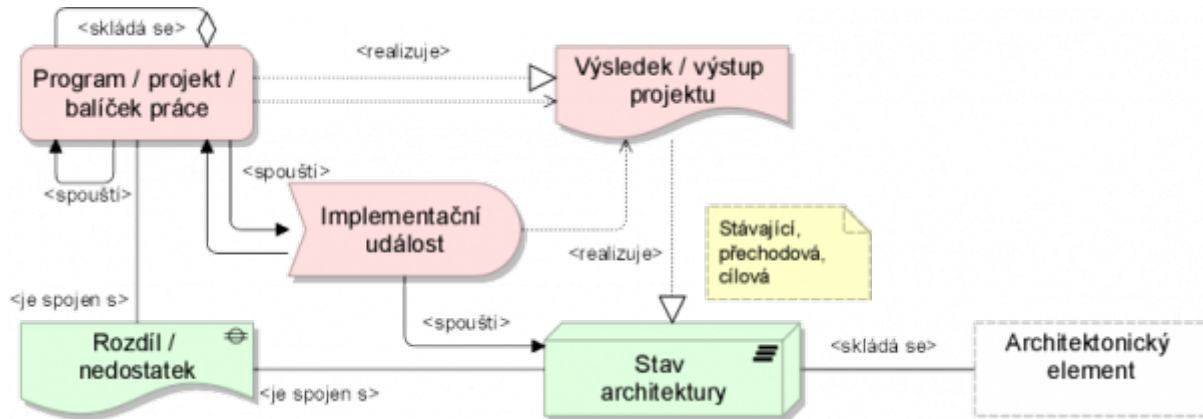 <skládá se>
<realizuje>
Program / projekt /
balíček práce
Výsledek / výstup
projektu
<spouští>
<spouští>
Implementační
událost
<realizuje>
Stávající,
přechodová,
cílová
<je spojen s>
<spouští>
Rozdíl /
nedostatek
<je spojen s>
Stav
architektury
<skládá se>
Architektonický
element